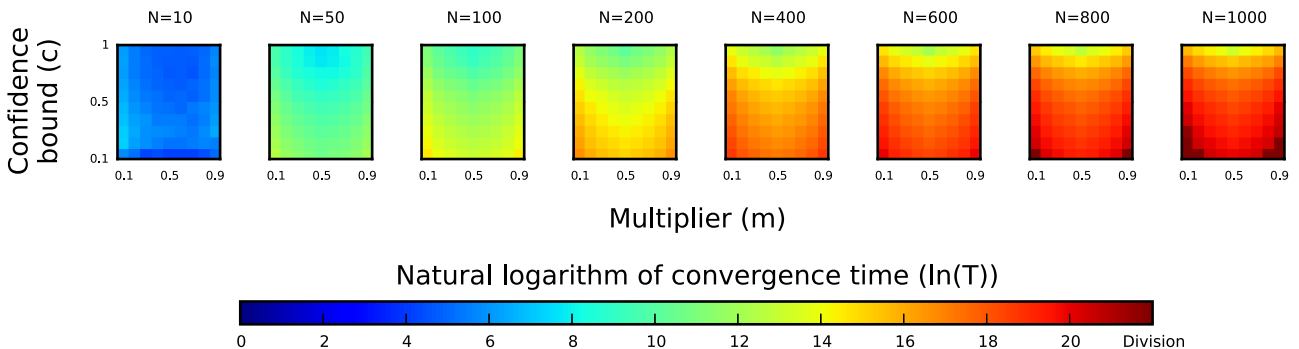 N=10 N=50 N=100 N=200 N=400 N=600 N=800 N=1000
Confidence
bound (c)
1
0.5
0.1
0.1 0.5 0.9 0.1 0.5 0.9 0.1 0.5 0.9 0.1 0.5 0.9 0.1 0.5 0.9 0.1 0.5 0.9 0.1 0.5 0.9 0.1 0.5 0.9
Multiplier (m)
Natural logarithm of convergence time (ln(T))
0 2 4 6 8 10 12 14 16 18 20 Division